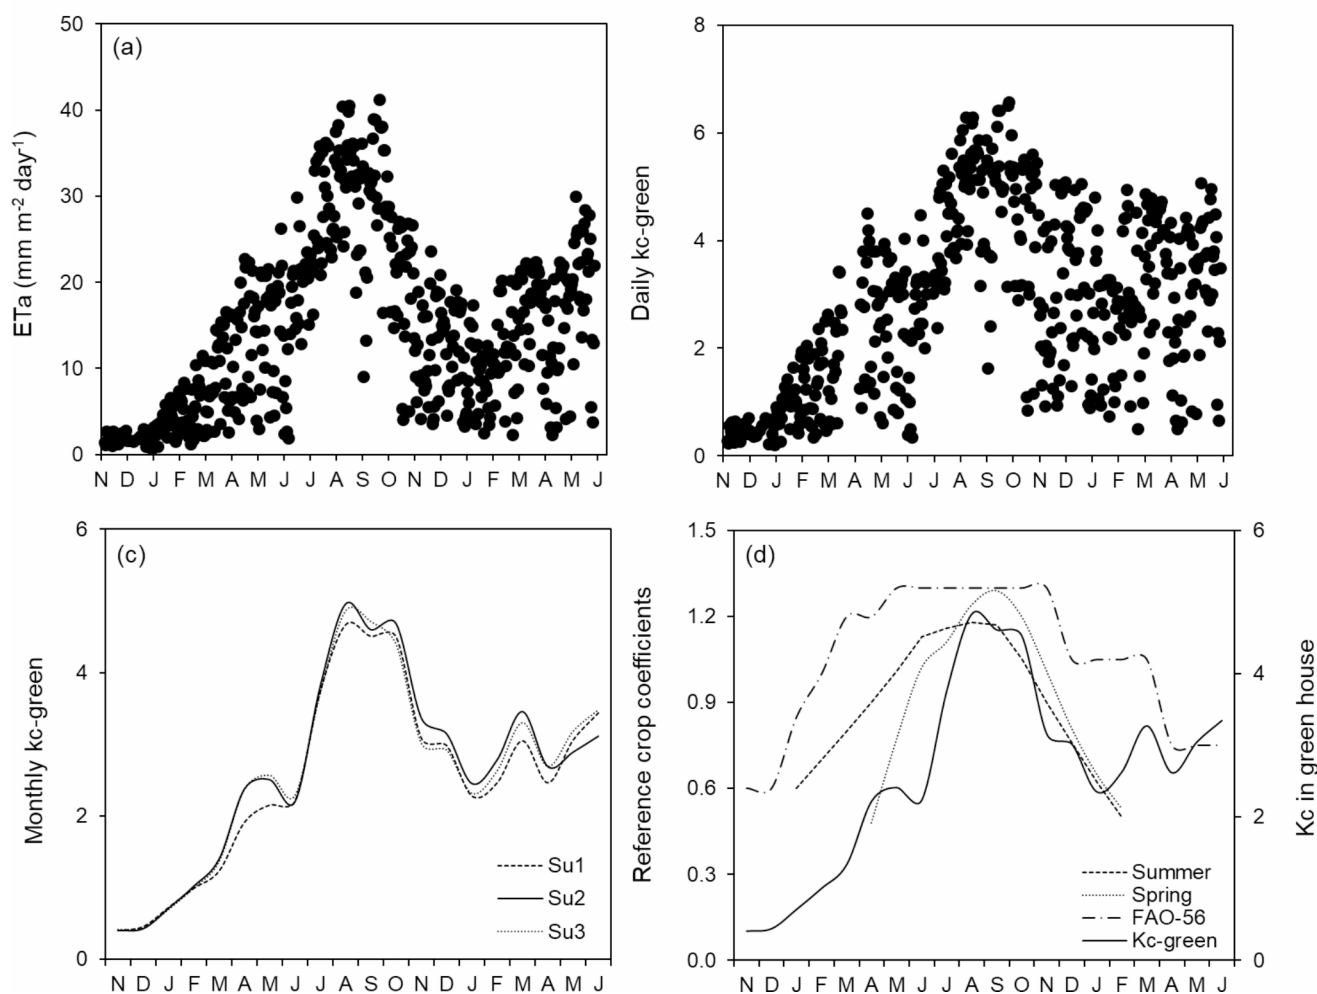 (a)
ETa (mm m-2 day-1)
50
40
30
20
10
0
N D J F M A M J J A S O N D J F M A M J
Daily kc-green
8
6
4
2
0
N D J F M A M J J A S O N D J F M A M J
(c)
Monthly kc-green
6
4
2
0
Su1
Su2
Su3
N D J F M A M J J A S O N D J F M A M J
(d)
Reference crop coefficients
1.5
1.2
0.9
0.6
0.3
0.0
Summer
Spring
FAO-56
Kc-green
6
4
2
0
Kc in green house
N D J F M A M J J A S O N D J F M A M J